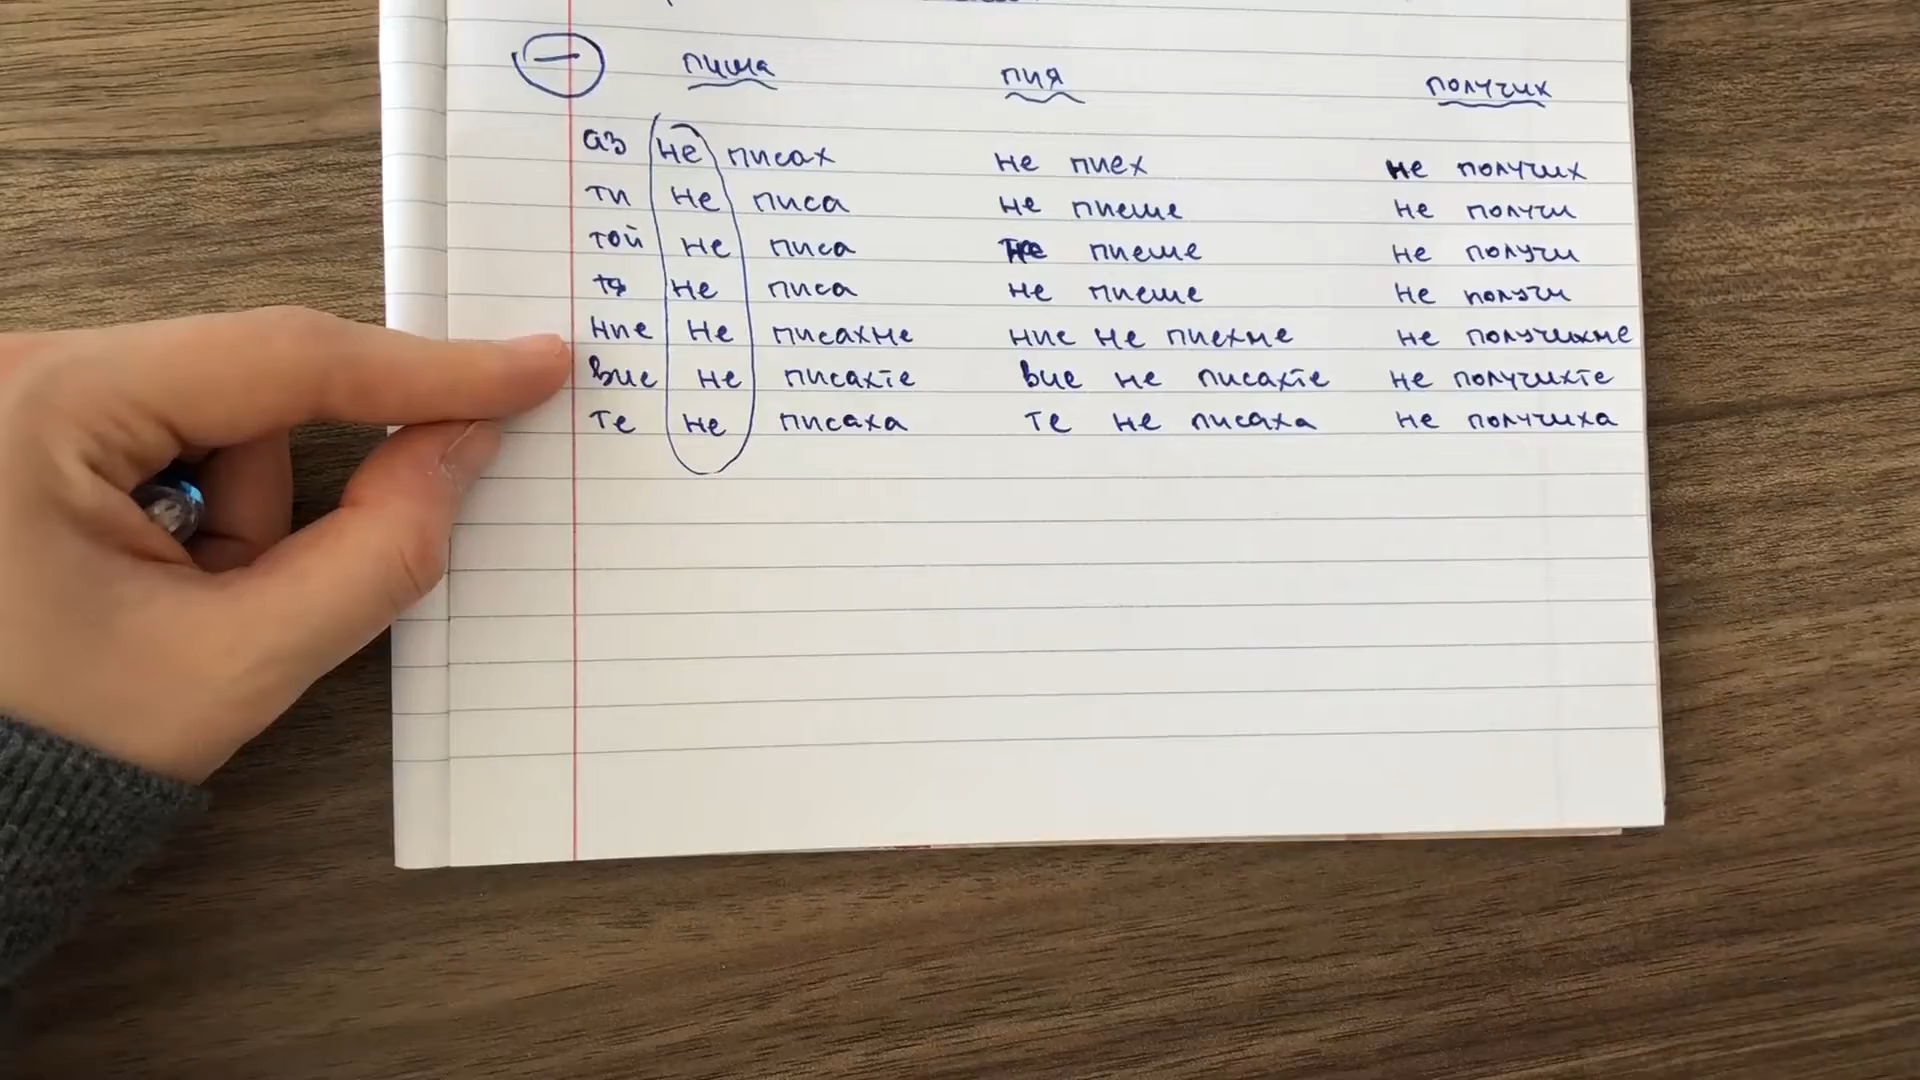 — пиша пия получих
аз не писах не пиех не получих
ти не писа не пиеше не получи
той не писа не пиеше не получи
тя не писа не пиеше не получи
ние не писахме ние не пиехме не получихме
вие не писахте вие не писахте не получихте
те не писаха те не писаха не получиха